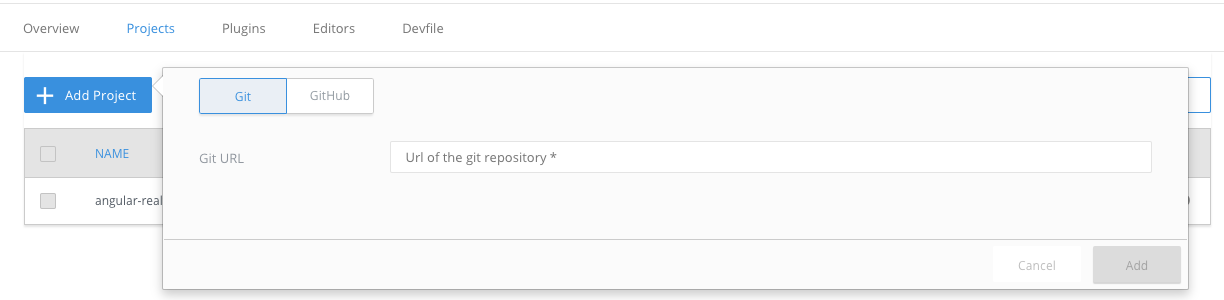 Overview Projects Plugins Editors Devfile
Add Project
Git GitHub
NAME
Git URL Url of the git repository *
angular-real
Cancel Add